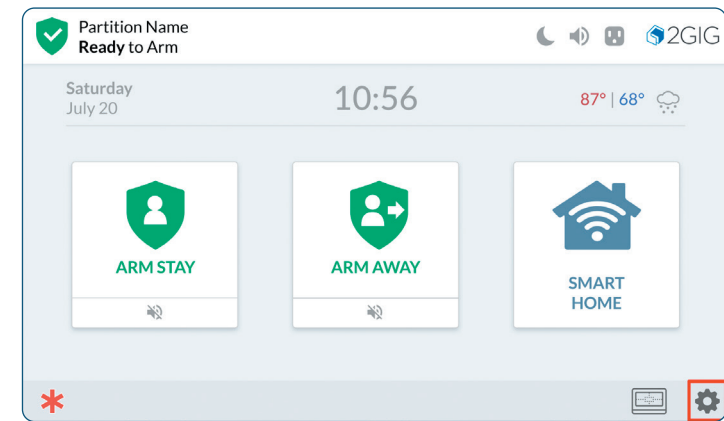 Partition Name
Ready to Arm
2GIG
Saturday
July 20
10:56
87° | 68°
ARM STAY
ARM AWAY
SMART
HOME